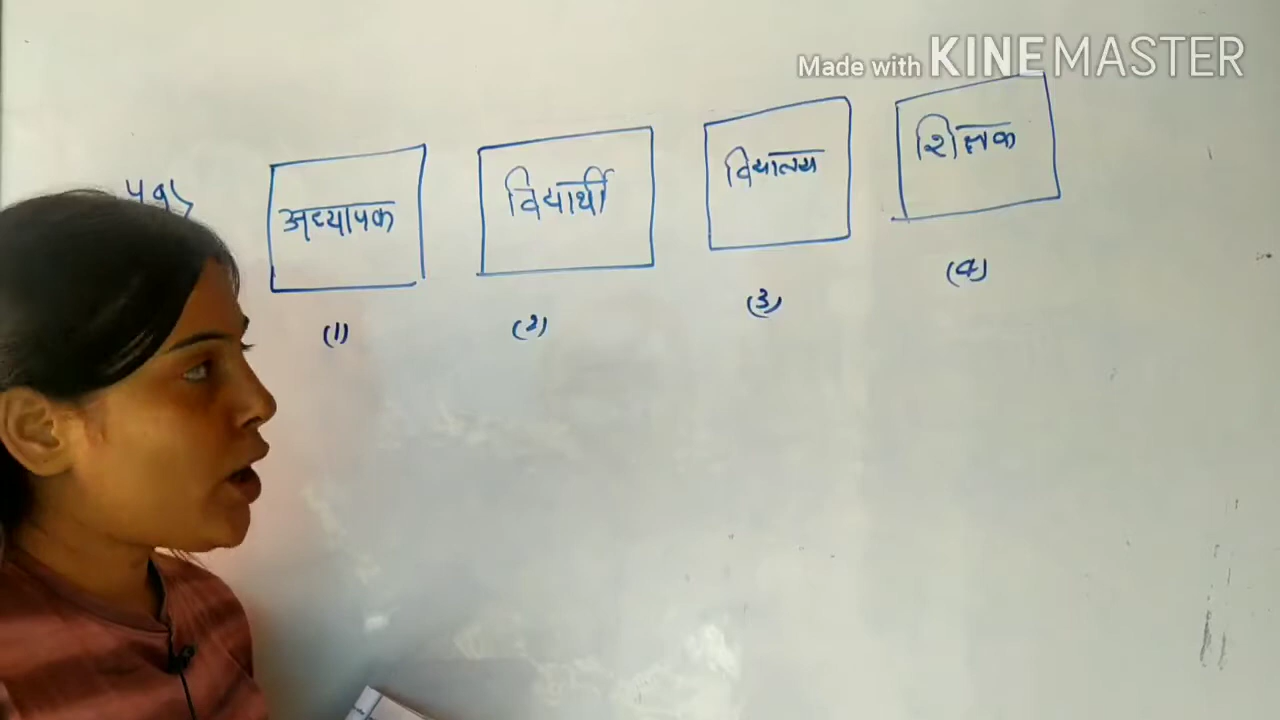 Made with KINEMASTER
अध्यापक
विद्यार्थी
विद्यालय
शिक्षक
(1)
(2)
(3)
(4)